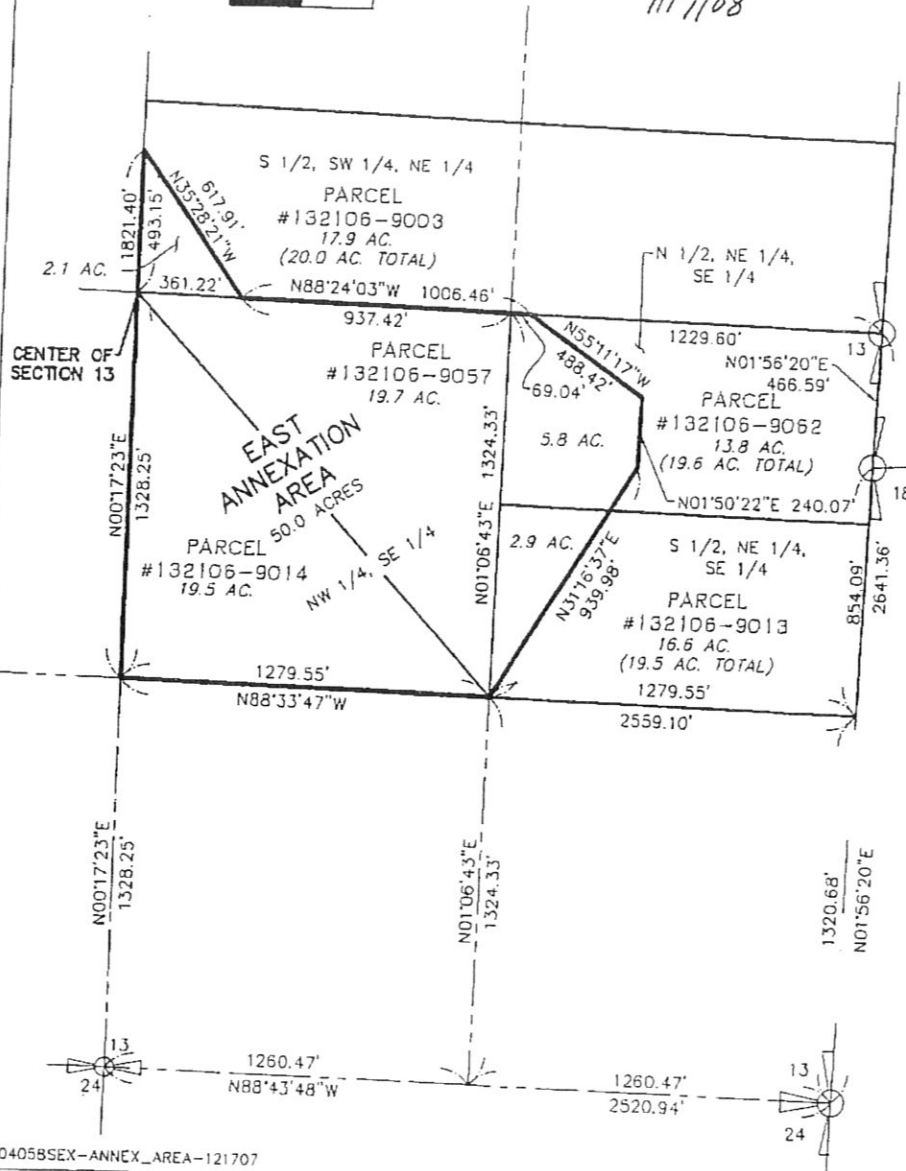 11/7/08
S 1/2, SW 1/4, NE 1/4
PARCEL
#132106-9003
17.9 AC.
(20.0 AC. TOTAL)
1821.40'
493.15'
617.91'
N35°28'21"W
2.1 AC.
361.22'
N88°24'03"W
1006.46'
937.42'
N 1/2, NE 1/4,
SE 1/4
1229.60'
13
CENTER OF
SECTION 13
PARCEL
#132106-9057
19.7 AC.
69.04'
N55°11'17"W
488.42'
N01°56'20"E
466.59'
PARCEL
#132106-9062
13.8 AC.
(19.6 AC. TOTAL)
5.8 AC.
18
EAST
ANNEXATION
AREA
50.0 ACRES
N00°17'23"E
1328.25'
1324.33'
N01°06'43"E
N01°50'22"E 240.07'
NW 1/4, SE 1/4
PARCEL
#132106-9014
19.5 AC.
2.9 AC.
N31°16'37"E
939.98'
S 1/2, NE 1/4,
SE 1/4
PARCEL
#132106-9013
16.6 AC.
(19.5 AC. TOTAL)
854.09'
2641.36'
1279.55'
N88°33'47"W
1279.55'
2559.10'
N00°17'23"E
1328.25'
N01°06'43"E
1324.33'
1320.68'
N01°56'20"E
13
24
1260.47'
N88°43'48"W
1260.47'
2520.94'
13
24
04058SEX-ANNEX_AREA-121707